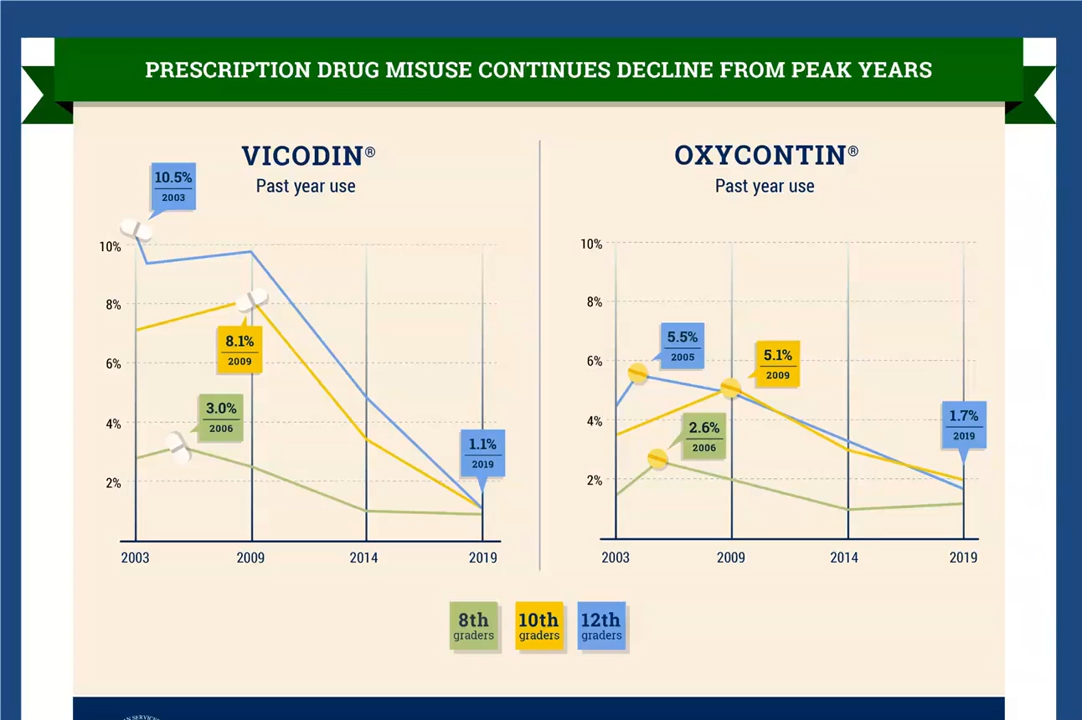 PRESCRIPTION DRUG MISUSE CONTINUES DECLINE FROM PEAK YEARS
VICODIN®
Past year use
10.5%
2003
10%
8%
6%
4%
2%
8.1%
2009
3.0%
2006
1.1%
2019
2003 2009 2014 2019
OXYCONTIN®
Past year use
10%
8%
6%
4%
2%
5.5%
2005
5.1%
2009
2.6%
2006
1.7%
2019
2003 2009 2014 2019
8th
graders
10th
graders
12th
graders